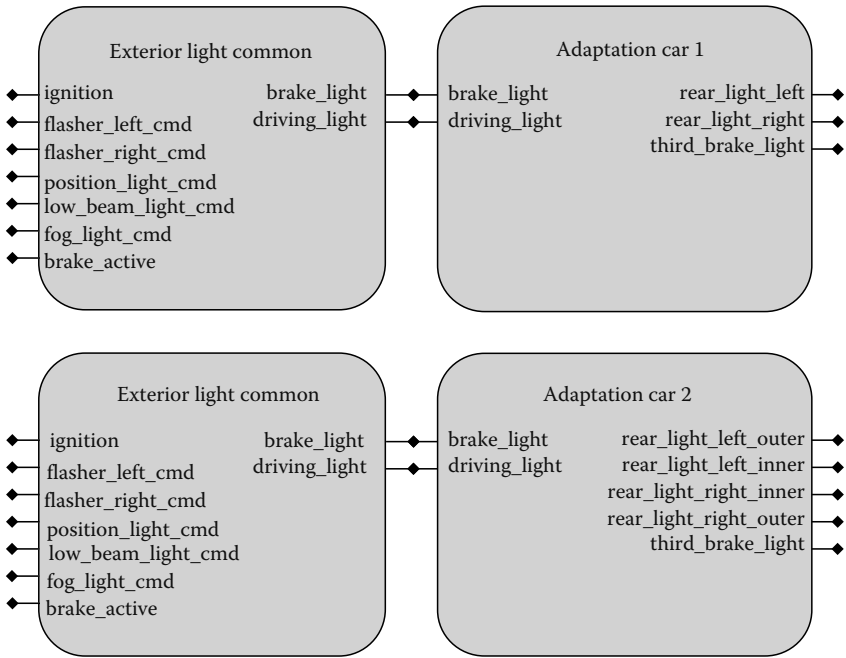 Exterior light common
ignition
flasher_left_cmd
flasher_right_cmd
position_light_cmd
low_beam_light_cmd
fog_light_cmd
brake_active
brake_light
driving_light
Adaptation car 1
brake_light
driving_light
rear_light_left
rear_light_right
third_brake_light
Exterior light common
ignition
flasher_left_cmd
flasher_right_cmd
position_light_cmd
low_beam_light_cmd
fog_light_cmd
brake_active
brake_light
driving_light
Adaptation car 2
brake_light
driving_light
rear_light_left_outer
rear_light_left_inner
rear_light_right_inner
rear_light_right_outer
third_brake_light